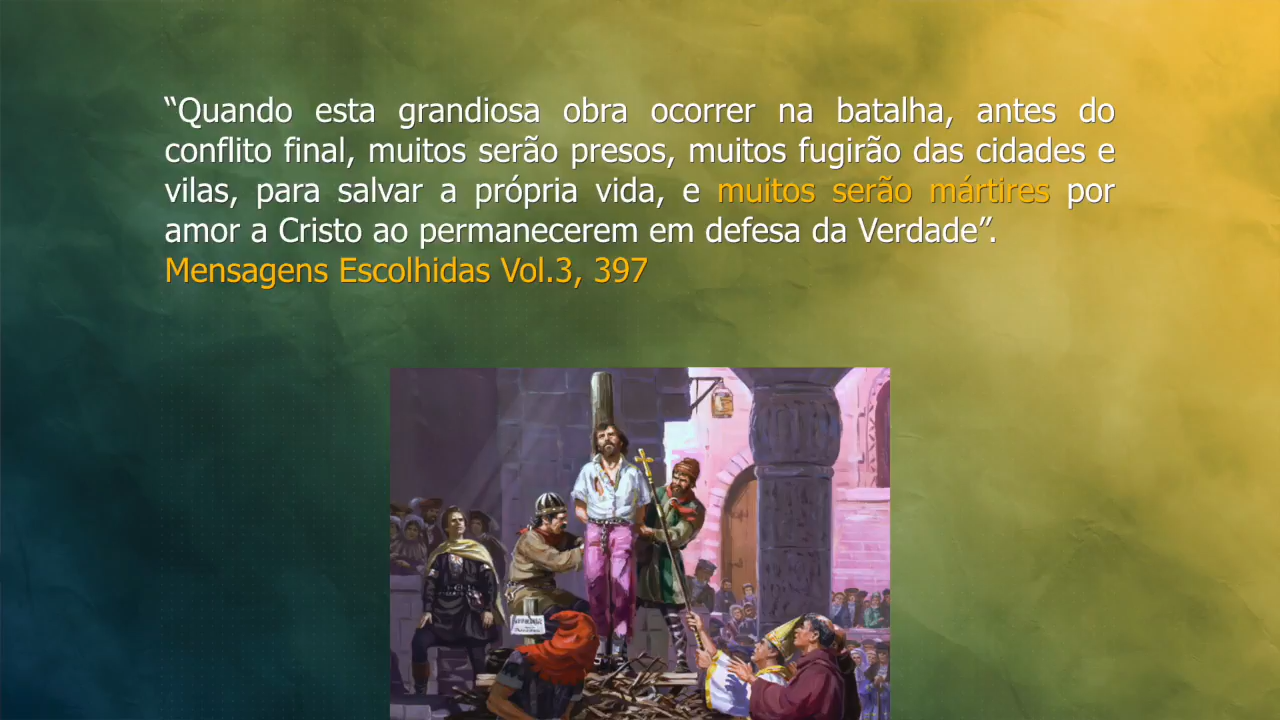 “Quando esta grandiosa obra ocorrer na batalha, antes do
conflito final, muitos serão presos, muitos fugirão das cidades e
vilas, para salvar a própria vida, e muitos serão mártires por
amor a Cristo ao permanecerem em defesa da Verdade”.
Mensagens Escolhidas Vol.3, 397